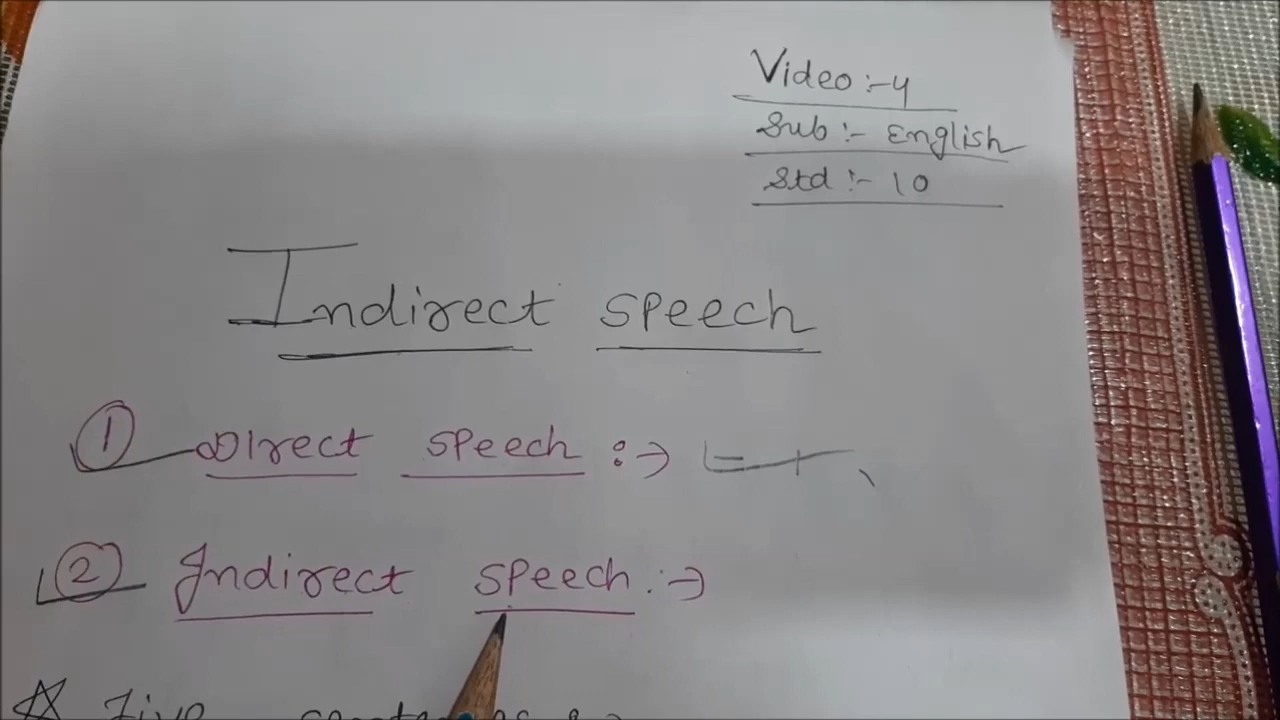 Video :- 4
Sub :- English
Std :- 10
Indirect speech
1 Direct speech :→
2 Indirect speech :→